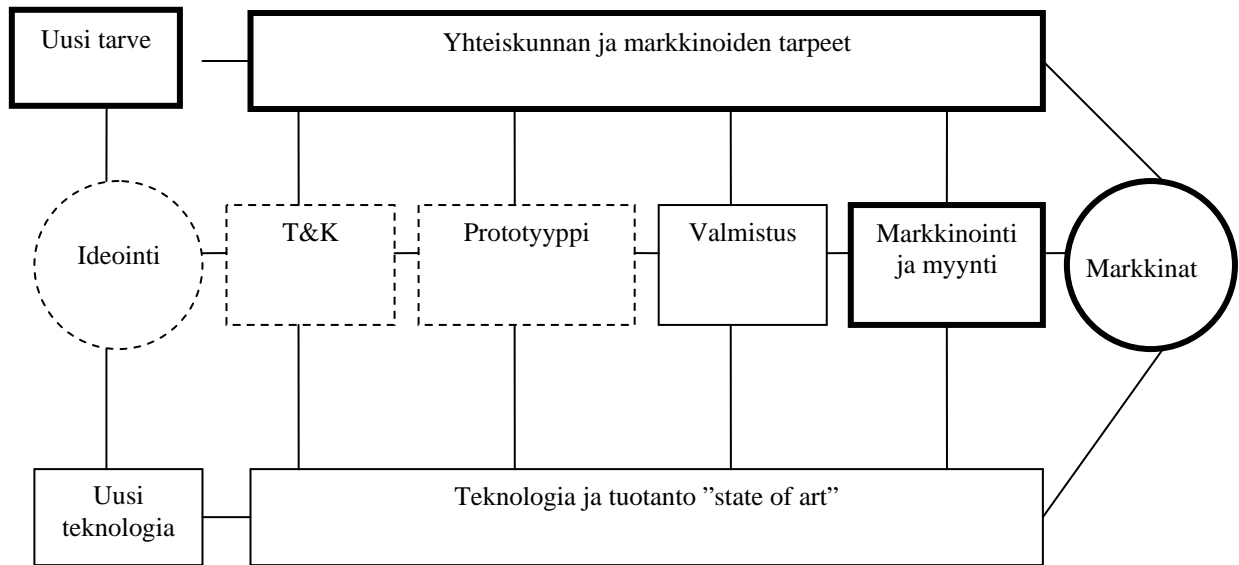 Uusi tarve
Yhteiskunnan ja markkinoiden tarpeet
Ideointi
T&K
Prototyyppi
Valmistus
Markkinointi
ja myynti
Markkinat
Uusi
teknologia
Teknologia ja tuotanto ”state of art”